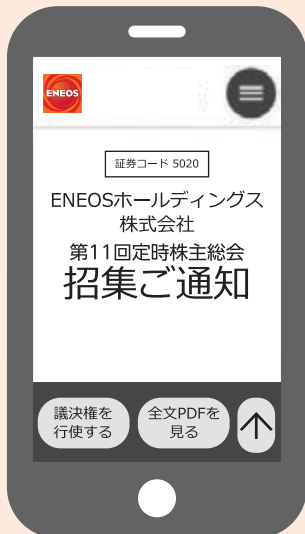 ENEOS
証券コード 5020
ENEOSホールディングス
株式会社
第11回定時株主総会
招集ご通知
議決権を
行使する
全文PDFを
見る